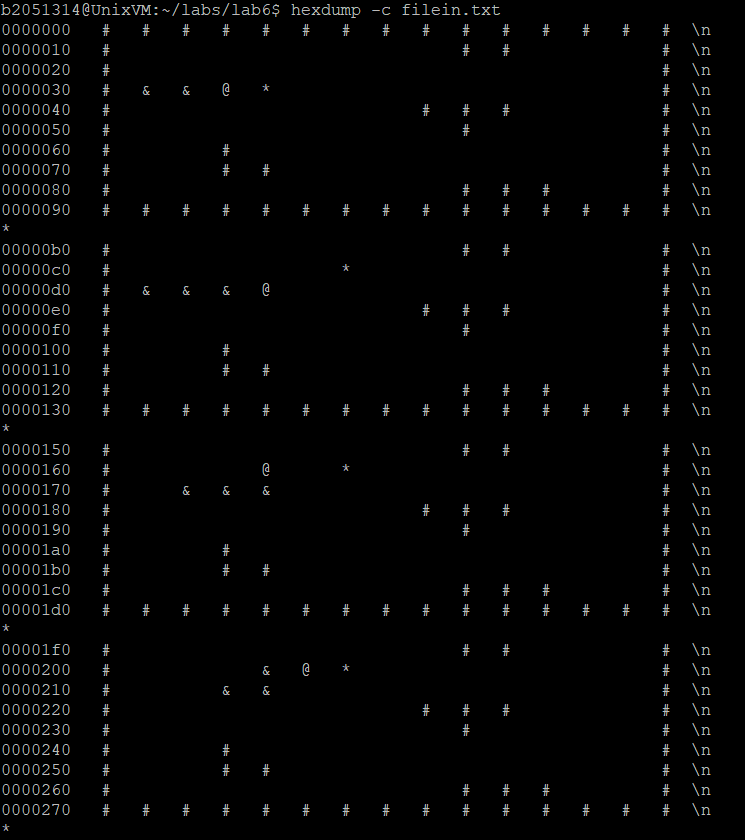 b2051314@UnixVM:~/labs/lab6$ hexdump -c filein.txt
0000000   #   #   #   #   #   #   #   #   #   #   #   #   #   #   #  \n
0000010   #                                   #   #               #  \n
0000020   #                                                       #  \n
0000030   #   &   &   @   *                                       #  \n
0000040   #                               #   #   #               #  \n
0000050   #                                   #                   #  \n
0000060   #           #                                           #  \n
0000070   #           #   #                                       #  \n
0000080   #                                   #   #   #           #  \n
0000090   #   #   #   #   #   #   #   #   #   #   #   #   #   #   #  \n
*
00000b0   #                                   #   #               #  \n
00000c0   #                       *                               #  \n
00000d0   #   &   &   &   @                                       #  \n
00000e0   #                               #   #   #               #  \n
00000f0   #                                   #                   #  \n
0000100   #           #                                           #  \n
0000110   #           #   #                                       #  \n
0000120   #                                   #   #   #           #  \n
0000130   #   #   #   #   #   #   #   #   #   #   #   #   #   #   #  \n
*
0000150   #                                   #   #               #  \n
0000160   #               @       *                               #  \n
0000170   #       &   &   &                                       #  \n
0000180   #                               #   #   #               #  \n
0000190   #                                   #                   #  \n
00001a0   #           #                                           #  \n
00001b0   #           #   #                                       #  \n
00001c0   #                                   #   #   #           #  \n
00001d0   #   #   #   #   #   #   #   #   #   #   #   #   #   #   #  \n
*
00001f0   #                                   #   #               #  \n
0000200   #               &   @   *                               #  \n
0000210   #           &   &                                       #  \n
0000220   #                               #   #   #               #  \n
0000230   #                                   #                   #  \n
0000240   #           #                                           #  \n
0000250   #           #   #                                       #  \n
0000260   #                                   #   #   #           #  \n
0000270   #   #   #   #   #   #   #   #   #   #   #   #   #   #   #  \n
*